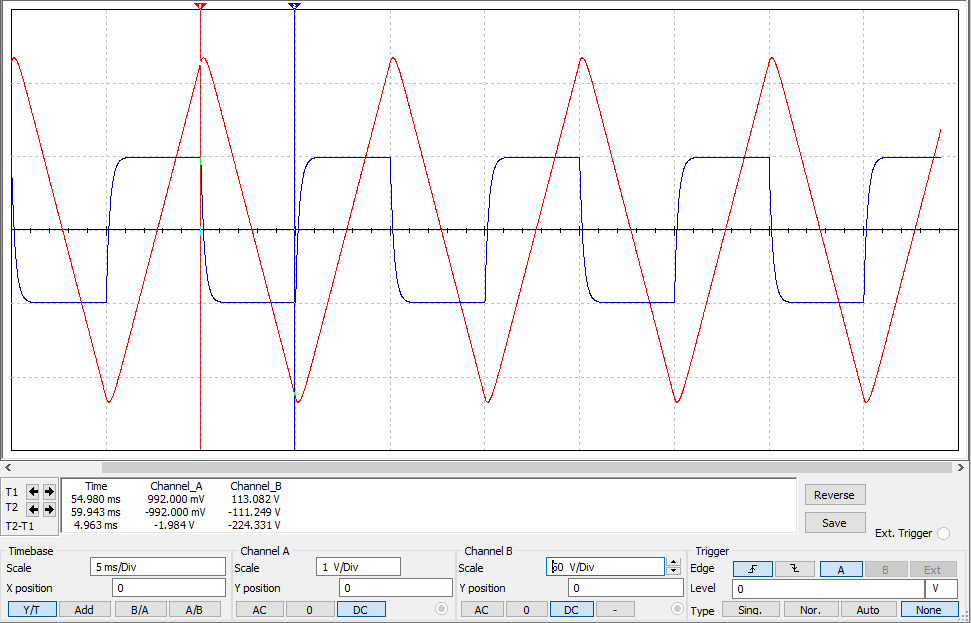 Time Channel_A Channel_B
T1 54.980 ms 992.000 mV 113.082 V
T2 59.943 ms -992.000 mV -111.249 V
T2-T1 4.963 ms -1.984 V -224.331 V
Reverse
Save
Ext. Trigger
Timebase
Scale 5 ms/Div
X position 0
Y/T Add B/A A/B
Channel A
Scale 1 V/Div
Y position 0
AC 0 DC
Channel B
Scale V/Div
Y position 0
AC 0 DC -
Trigger
Edge A B Ext
Level 0 V
Type Sing. Nor. Auto None